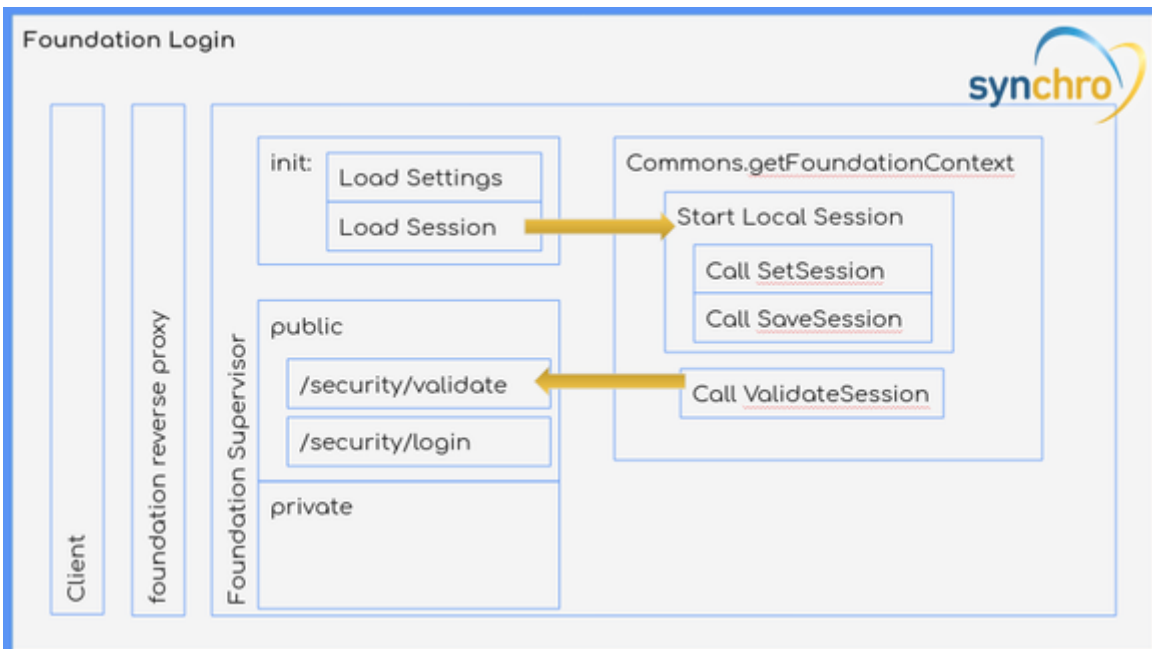 Foundation Login
synchro
Client
foundation reverse proxy
Foundation Supervisor
init:
Load Settings
Load Session
public
/security/validate
/security/login
private
Commons.getFoundationContext
Start Local Session
Call SetSession
Call SaveSession
Call ValidateSession